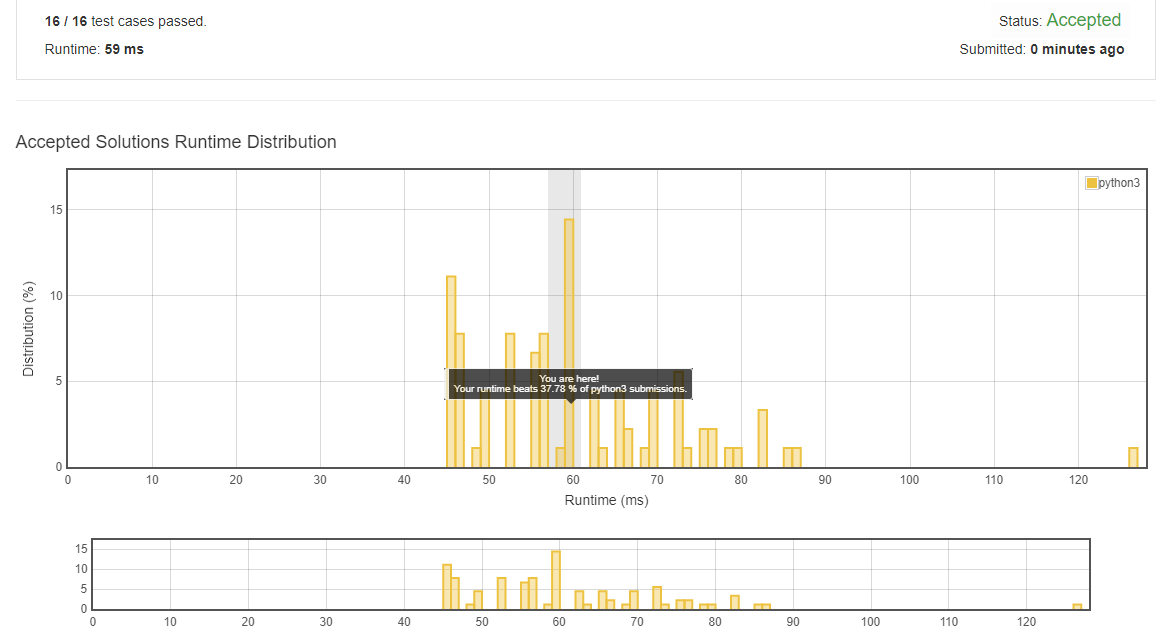 16 / 16 test cases passed.
Status: Accepted
Runtime: 59 ms
Submitted: 0 minutes ago
Accepted Solutions Runtime Distribution
python3
15
10
5
0
Distribution (%)
You are here!
Your runtime beats 37.78 % of python3 submissions.
0 10 20 30 40 50 60 70 80 90 100 110 120
Runtime (ms)
15
10
5
0
0 10 20 30 40 50 60 70 80 90 100 110 120